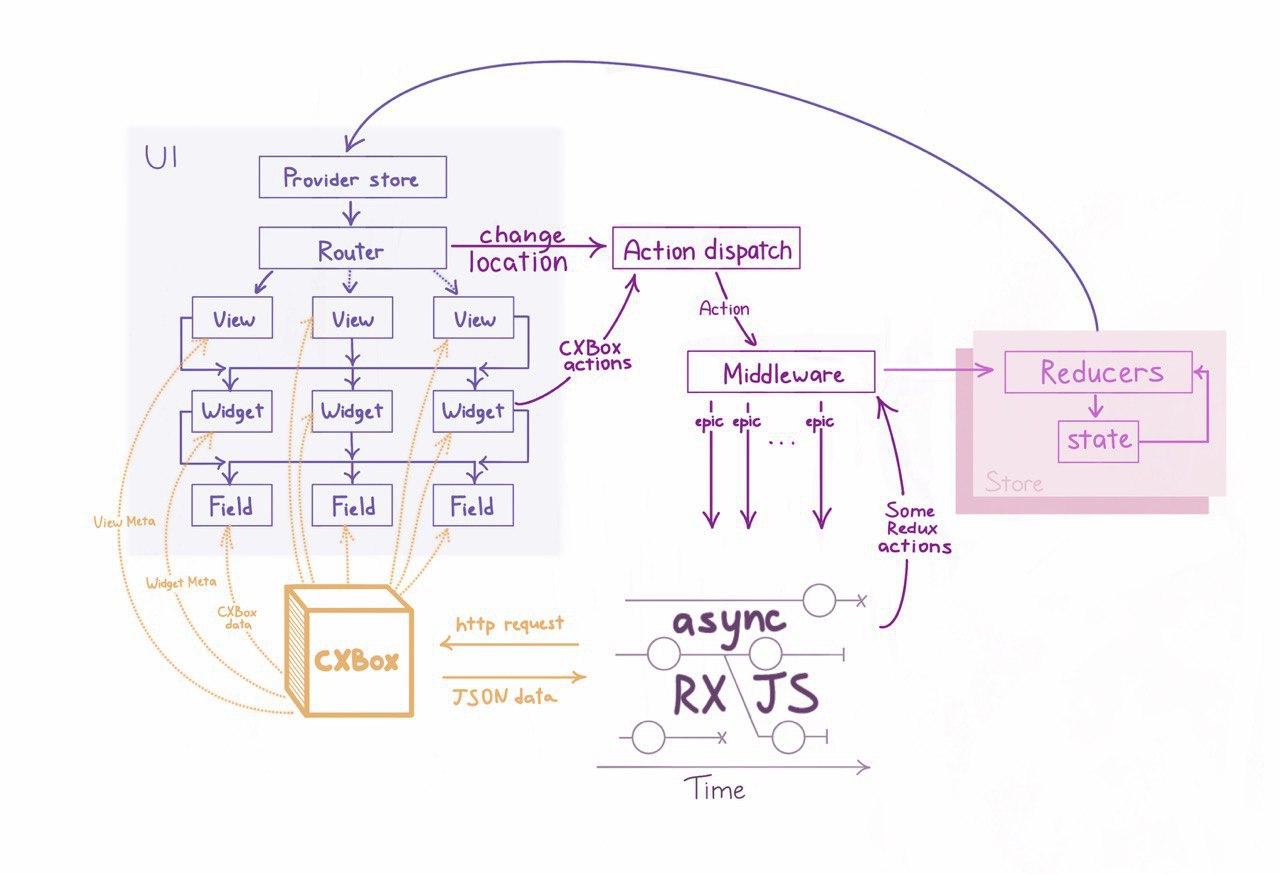 UI
Provider store
Router
change
location
Action dispatch
View
View
View
Action
CXBox
actions
Middleware
Reducers
Widget
Widget
Widget
epic
epic
...
epic
state
Store
Field
Field
Field
View Meta
Some
Redux
actions
Widget Meta
CXBox
data
http request
async
CXBox
RX JS
JSON data
Time